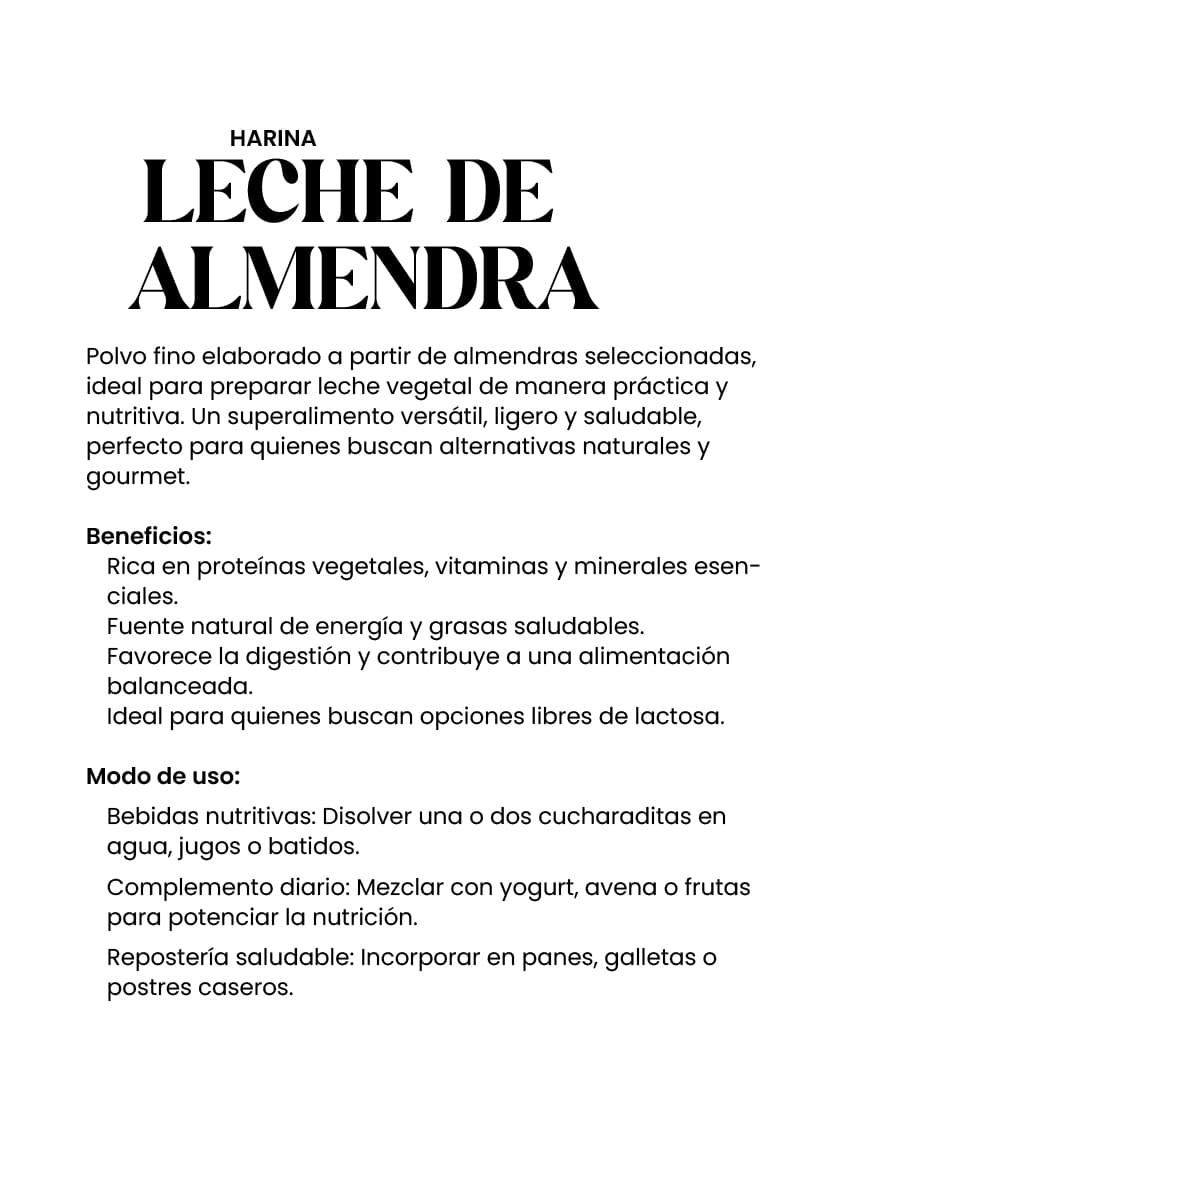 HARINA
LECHE DE
ALMENDRA
Polvo fino elaborado a partir de almendras seleccionadas,
ideal para preparar leche vegetal de manera práctica y
nutritiva. Un superalimento versátil, ligero y saludable,
perfecto para quienes buscan alternativas naturales y
gourmet.
Beneficios:
Rica en proteínas vegetales, vitaminas y minerales esen-
ciales.
Fuente natural de energía y grasas saludables.
Favorece la digestión y contribuye a una alimentación
balanceada.
Ideal para quienes buscan opciones libres de lactosa.
Modo de uso:
Bebidas nutritivas: Disolver una o dos cucharaditas en
agua, jugos o batidos.
Complemento diario: Mezclar con yogurt, avena o frutas
para potenciar la nutrición.
Repostería saludable: Incorporar en panes, galletas o
postres caseros.